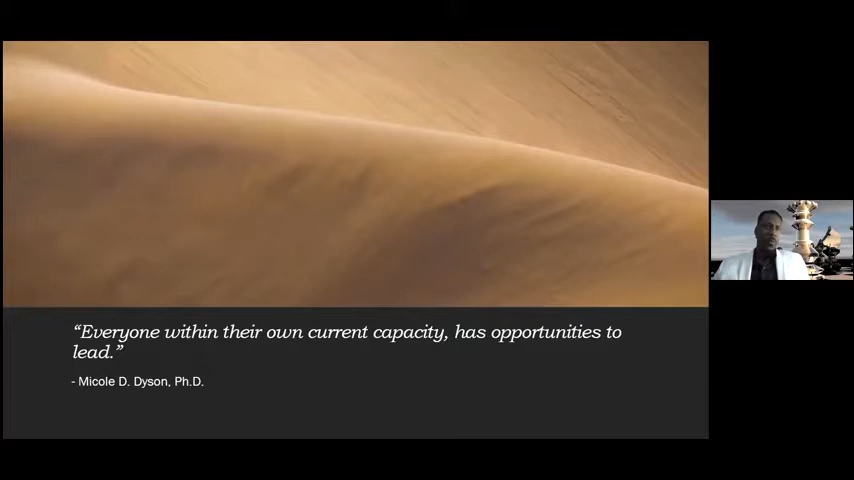 “Everyone within their own current capacity, has opportunities to
lead.”
- Micole D. Dyson, Ph.D.